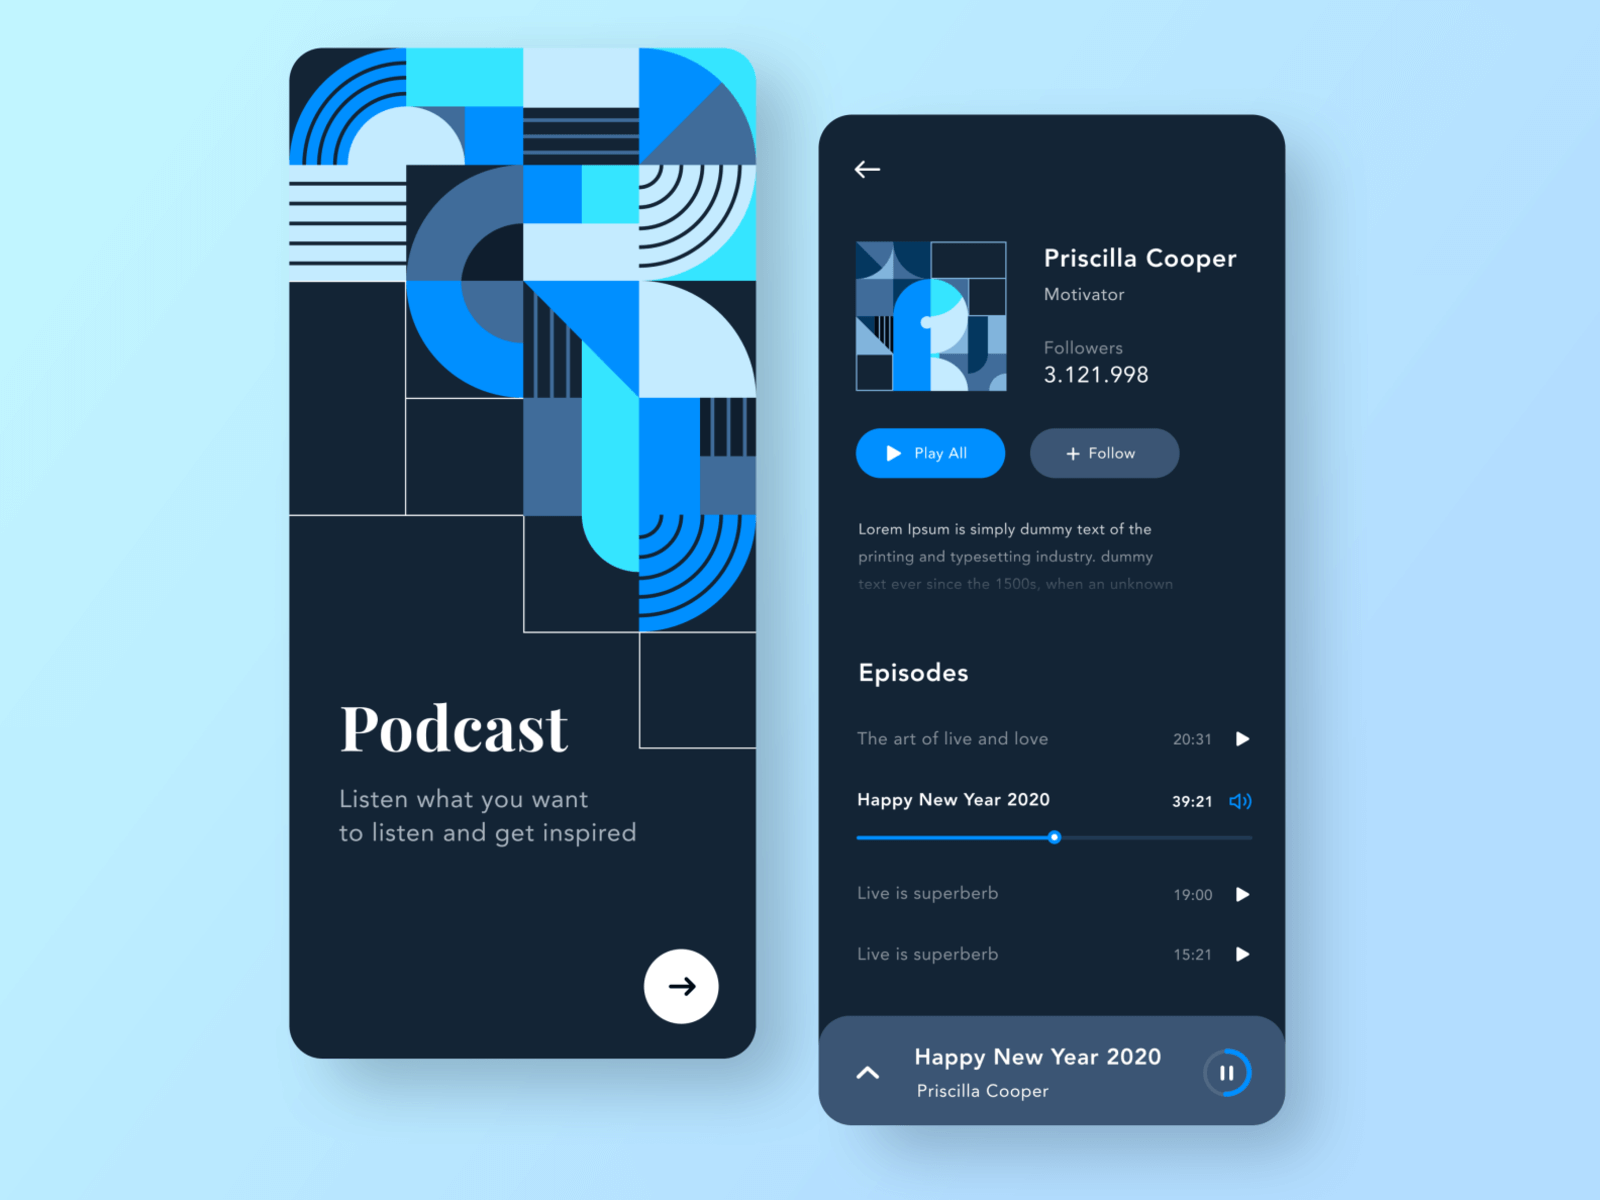 Podcast
Listen what you want
to listen and get inspired
Priscilla Cooper
Motivator
Followers
3.121.998
Play All
+ Follow
Lorem Ipsum is simply dummy text of the
printing and typesetting industry. dummy
text ever since the 1500s, when an unknown
Episodes
The art of live and love 20:31
Happy New Year 2020 39:21
Live is superberb 19:00
Live is superberb 15:21
Happy New Year 2020
Priscilla Cooper